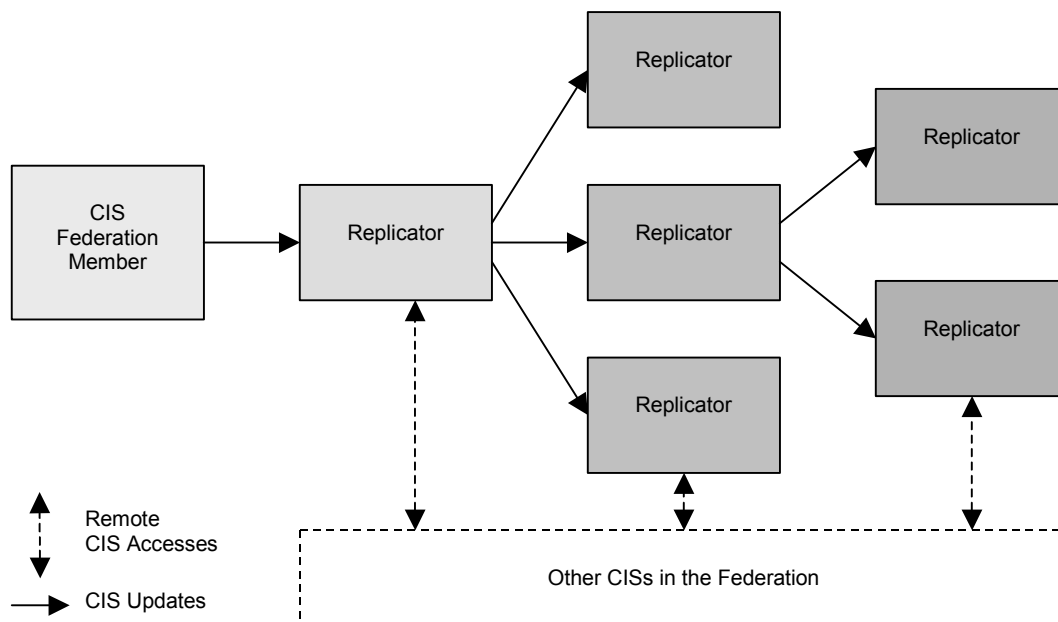 Replicator
Replicator
CIS
Federation
Member
Replicator
Replicator
Replicator
Replicator
Remote
CIS Accesses
Other CISs in the Federation
CIS Updates